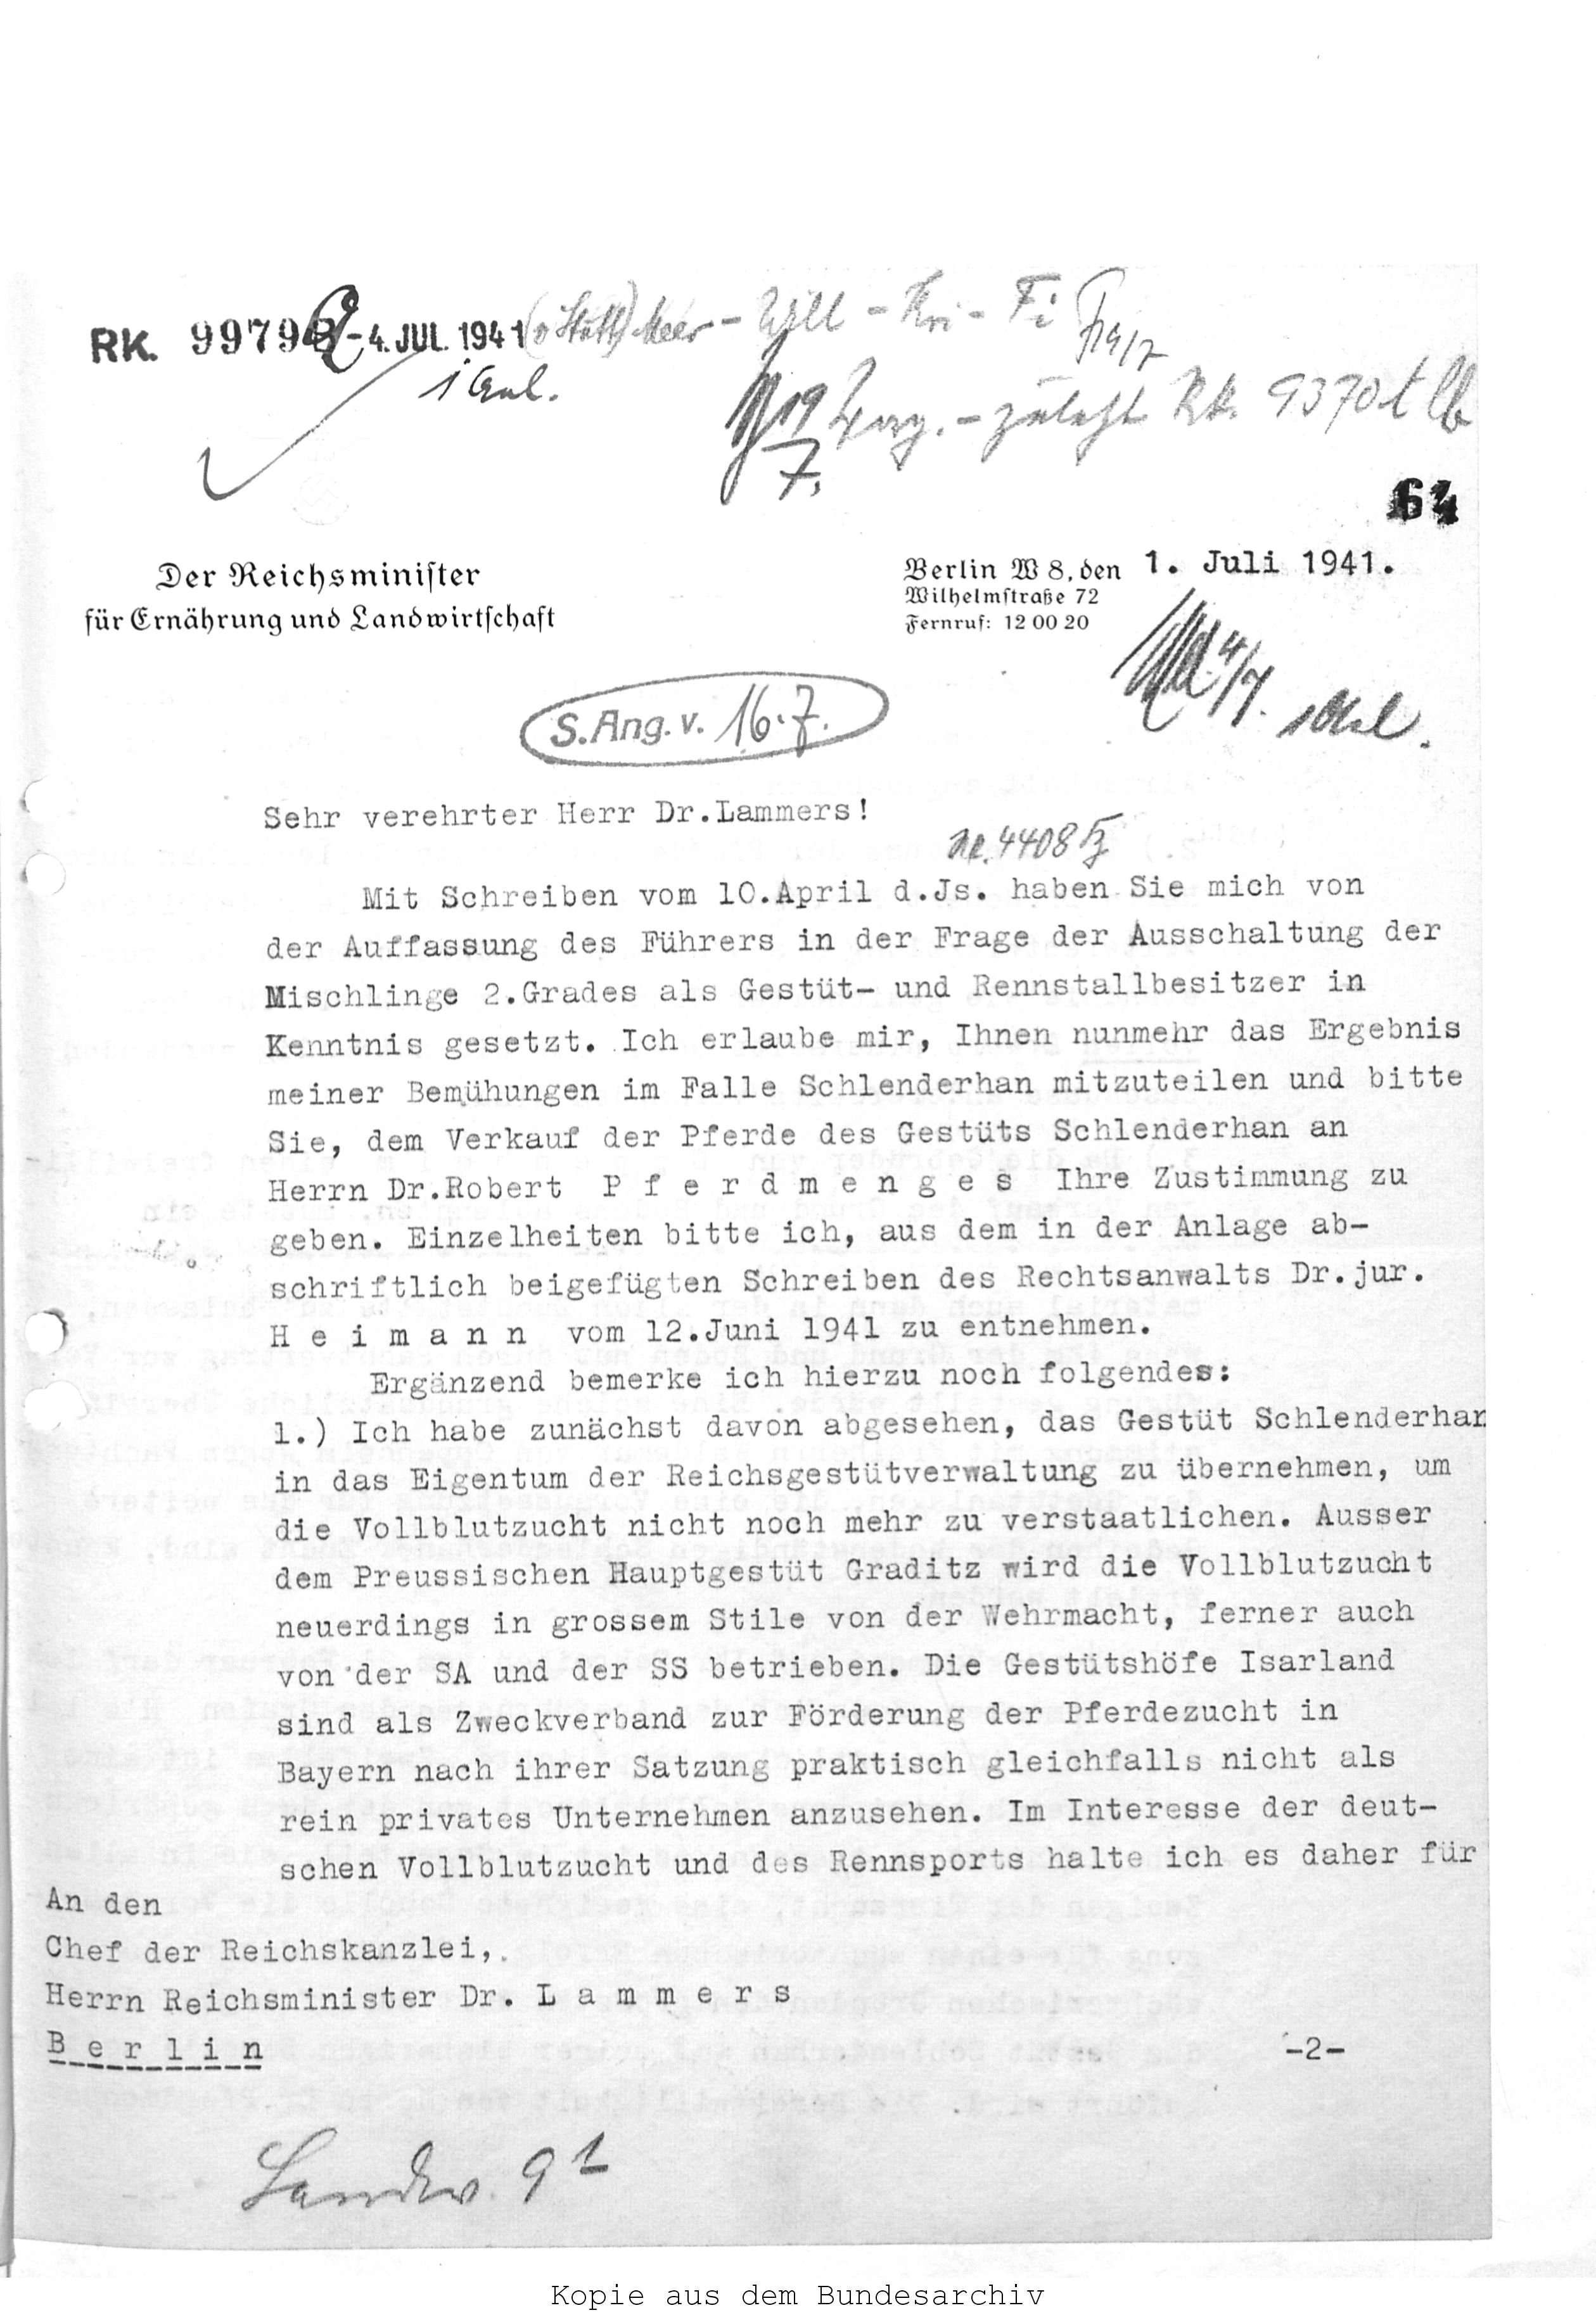 RK. 9979 -4. JUL. 1941
1 Anl.
19
7.
zuletzt Rk. 9370
64
Der Reichsminister
für Ernährung und Landwirtschaft
Berlin W 8, den 1. Juli 1941.
Wilhelmstraße 72
Fernruf: 12 00 20
4/7.
S. Ang. v. 16.7.
Sehr verehrter Herr Dr.Lammers!
4408
Mit Schreiben vom 10.April d.Js. haben Sie mich von
der Auffassung des Führers in der Frage der Ausschaltung der
Mischlinge 2.Grades als Gestüt- und Rennstallbesitzer in
Kenntnis gesetzt. Ich erlaube mir, Ihnen nunmehr das Ergebnis
meiner Bemühungen im Falle Schlenderhan mitzuteilen und bitte
Sie, dem Verkauf der Pferde des Gestüts Schlenderhan an
Herrn Dr.Robert P f e r d m e n g e s Ihre Zustimmung zu
geben. Einzelheiten bitte ich, aus dem in der Anlage ab-
schriftlich beigefügten Schreiben des Rechtsanwalts Dr.jur.
H e i m a n n vom 12.Juni 1941 zu entnehmen.
Ergänzend bemerke ich hierzu noch folgendes:
1.) Ich habe zunächst davon abgesehen, das Gestüt Schlenderhan
in das Eigentum der Reichsgestütverwaltung zu übernehmen, um
die Vollblutzucht nicht noch mehr zu verstaatlichen. Ausser
dem Preussischen Hauptgestüt Graditz wird die Vollblutzucht
neuerdings in grossem Stile von der Wehrmacht, ferner auch
von der SA und der SS betrieben. Die Gestütshöfe Isarland
sind als Zweckverband zur Förderung der Pferdezucht in
Bayern nach ihrer Satzung praktisch gleichfalls nicht als
rein privates Unternehmen anzusehen. Im Interesse der deut-
schen Vollblutzucht und des Rennsports halte ich es daher für
An den
Chef der Reichskanzlei,
Herrn Reichsminister Dr. L a m m e r s
B e r l i n
-2-
Landw. 9
Kopie aus dem Bundesarchiv